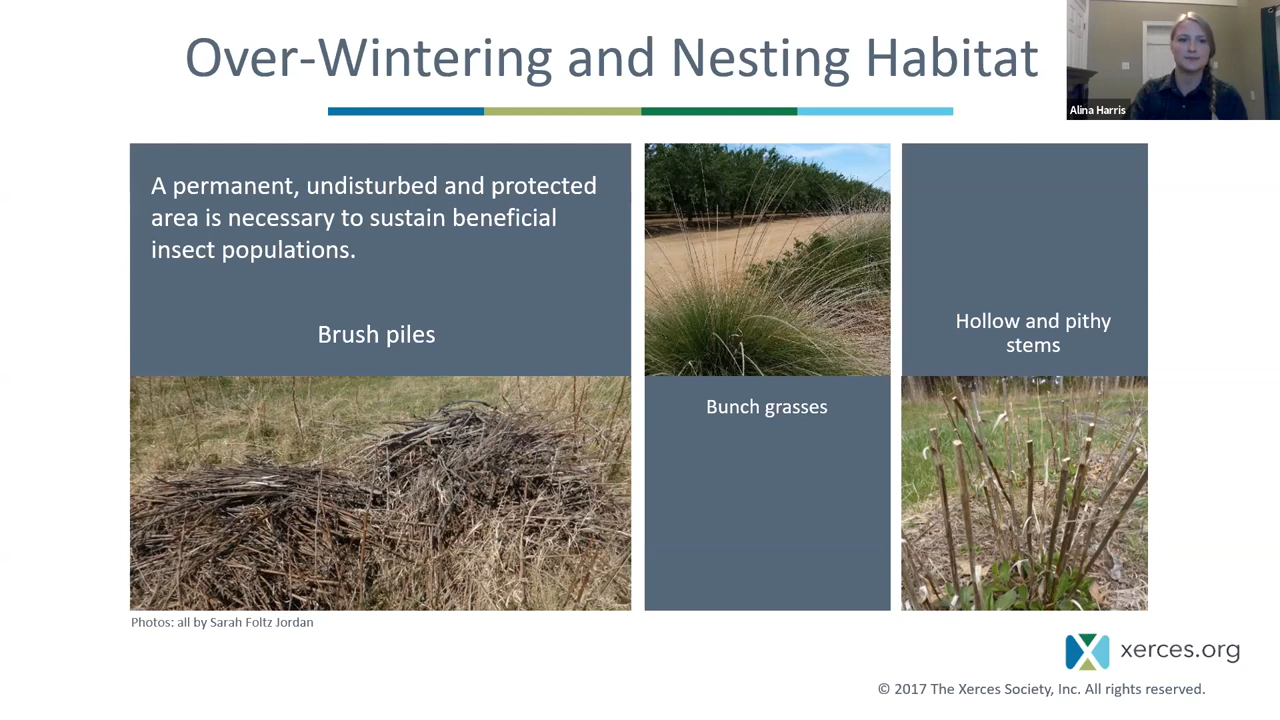 Over-Wintering and Nesting Habitat
Alina Harris
A permanent, undisturbed and protected
area is necessary to sustain beneficial
insect populations.
Brush piles
Bunch grasses
Hollow and pithy
stems
Photos: all by Sarah Foltz Jordan
xerces.org
© 2017 The Xerces Society, Inc. All rights reserved.